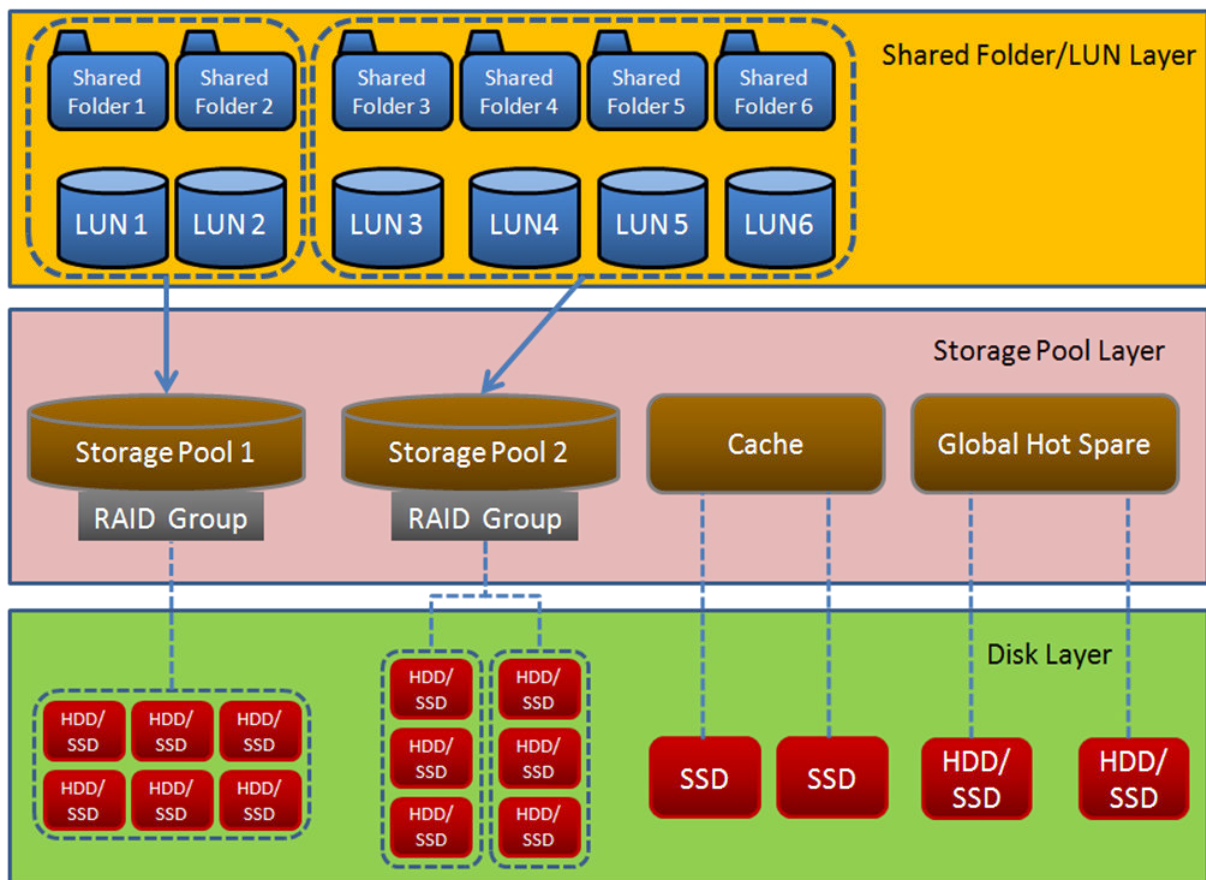 Shared Folder/LUN Layer
Shared
Folder 1
Shared
Folder 2
Shared
Folder 3
Shared
Folder 4
Shared
Folder 5
Shared
Folder 6
LUN 1
LUN 2
LUN 3
LUN4
LUN 5
LUN6
Storage Pool Layer
Storage Pool 1
RAID Group
Storage Pool 2
RAID Group
Cache
Global Hot Spare
Disk Layer
HDD/
SSD
HDD/
SSD
HDD/
SSD
HDD/
SSD
HDD/
SSD
HDD/
SSD
HDD/
SSD
HDD/
SSD
HDD/
SSD
HDD/
SSD
HDD/
SSD
HDD/
SSD
SSD
SSD
HDD/
SSD
HDD/
SSD